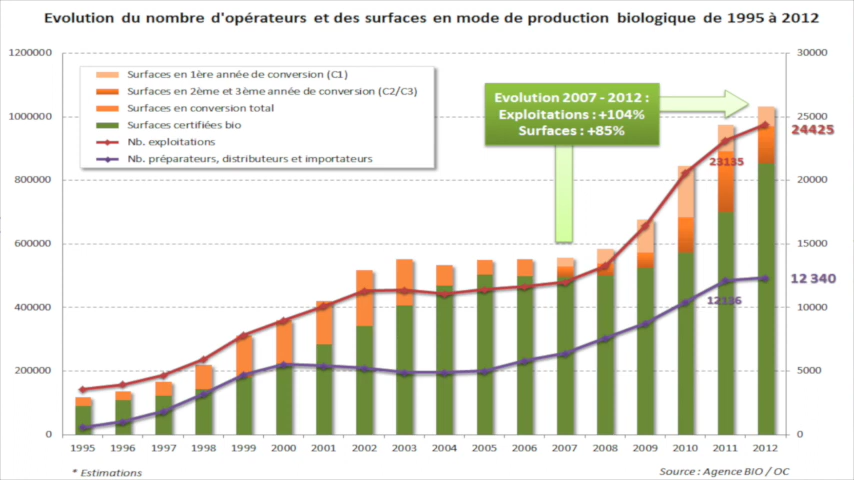 Evolution du nombre d'opérateurs et des surfaces en mode de production biologique de 1995 à 2012
1200000
1000000
800000
600000
400000
200000
0
30000
25000
20000
15000
10000
5000
0
Surfaces en 1ère année de conversion (C1)
Surfaces en 2ème et 3ème année de conversion (C2/C3)
Surfaces en conversion total
Surfaces certifiées bio
Nb. exploitations
Nb. préparateurs, distributeurs et importateurs
Evolution 2007 - 2012 :
Exploitations : +104%
Surfaces : +85%
24425
23135
12 340
12136
1995 1996 1997 1998 1999 2000 2001 2002 2003 2004 2005 2006 2007 2008 2009 2010 2011 2012
* Estimations
Source : Agence BIO / OC